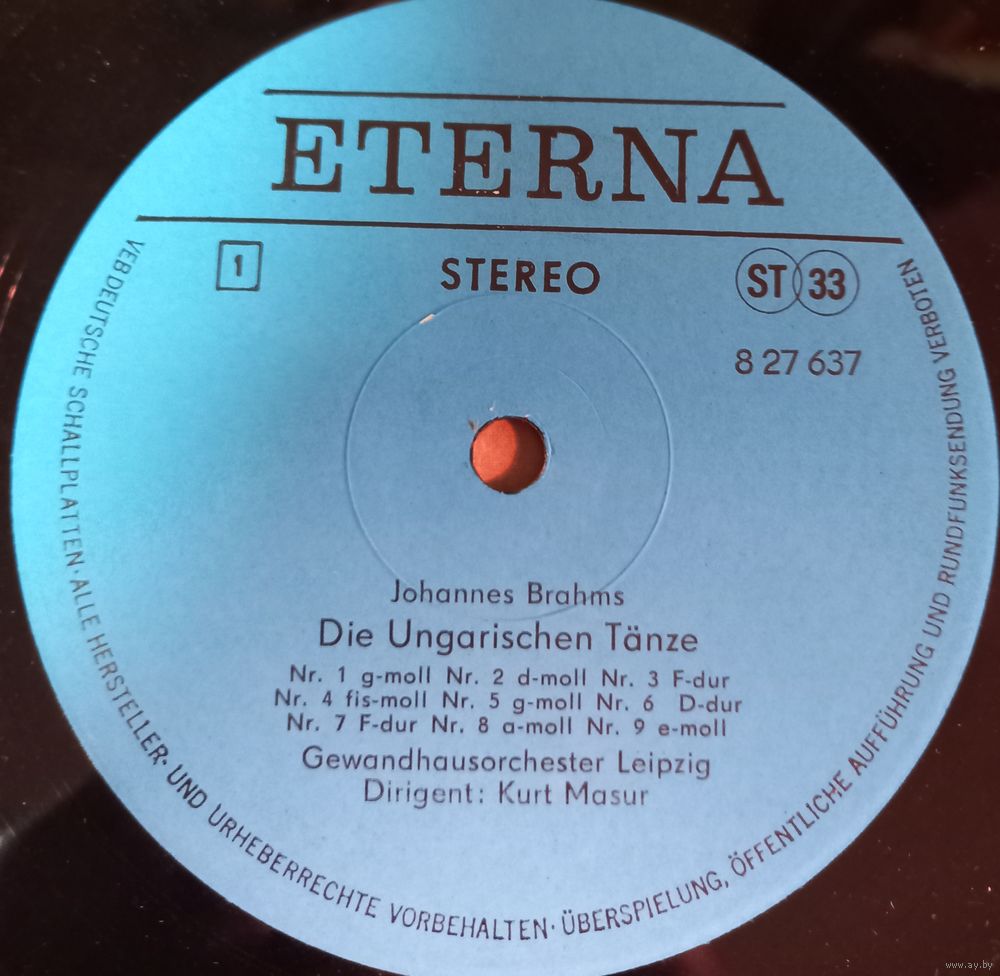 ETERNA
1
STEREO
ST 33
8 27 637
Johannes Brahms
Die Ungarischen Tänze
Nr. 1 g-moll Nr. 2 d-moll Nr. 3 F-dur
Nr. 4 fis-moll Nr. 5 g-moll Nr. 6 D-dur
Nr. 7 F-dur Nr. 8 a-moll Nr. 9 e-moll
Gewandhausorchester Leipzig
Dirigent: Kurt Masur
VEB DEUTSCHE SCHALLPLATTEN · ALLE HERSTELLER- UND URHEBERRECHTE VORBEHALTEN · ÜBERSPIELUNG, ÖFFENTLICHE AUFFÜHRUNG UND RUNDFUNKSENDUNG VERBOTEN
www.ay.by